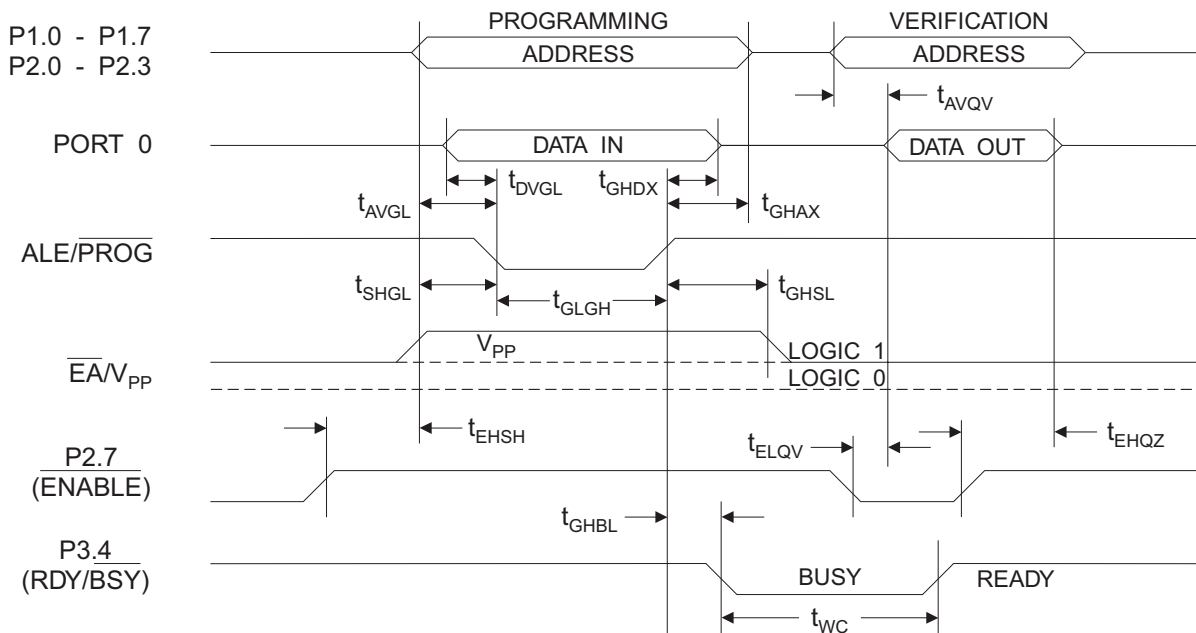 PROGRAMMING VERIFICATION
P1.0 - P1.7
P2.0 - P2.3
ADDRESS ADDRESS
tAVQV
PORT 0 DATA IN DATA OUT
tDVGL tGHDX
tAVGL tGHAX
ALE/PROG
tSHGL tGLGH tGHSL
VPP LOGIC 1
EA/VPP LOGIC 0
tEHSH tELQV tEHQZ
P2.7
(ENABLE)
tGHBL
P3.4
(RDY/BSY) BUSY READY
tWC